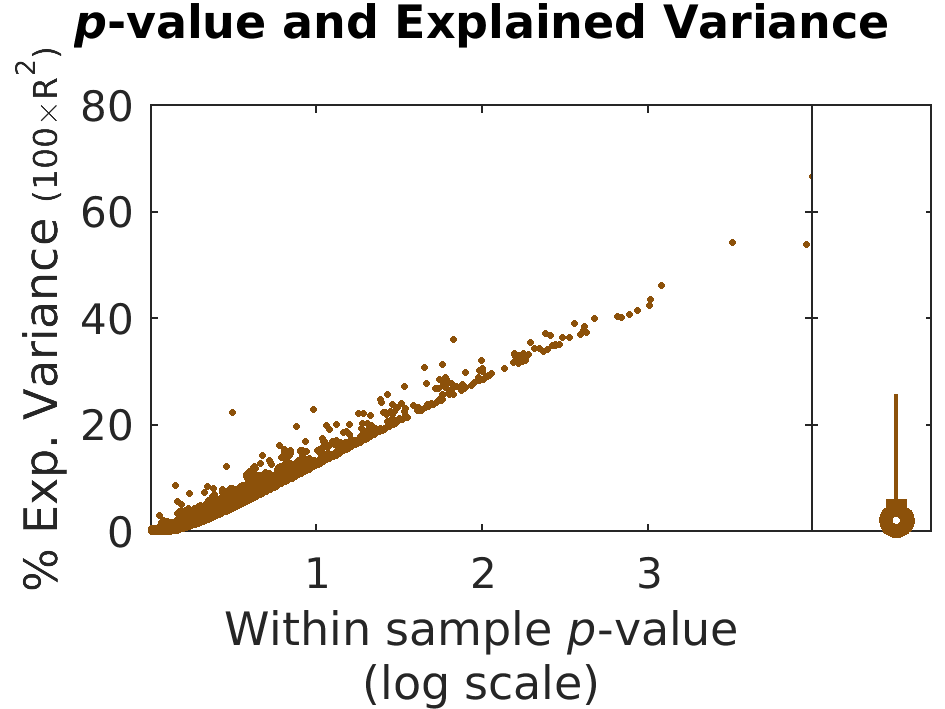 p-value and Explained Variance
% Exp. Variance (100×R²)
80
60
40
20
0
1 2 3
Within sample p-value
(log scale)